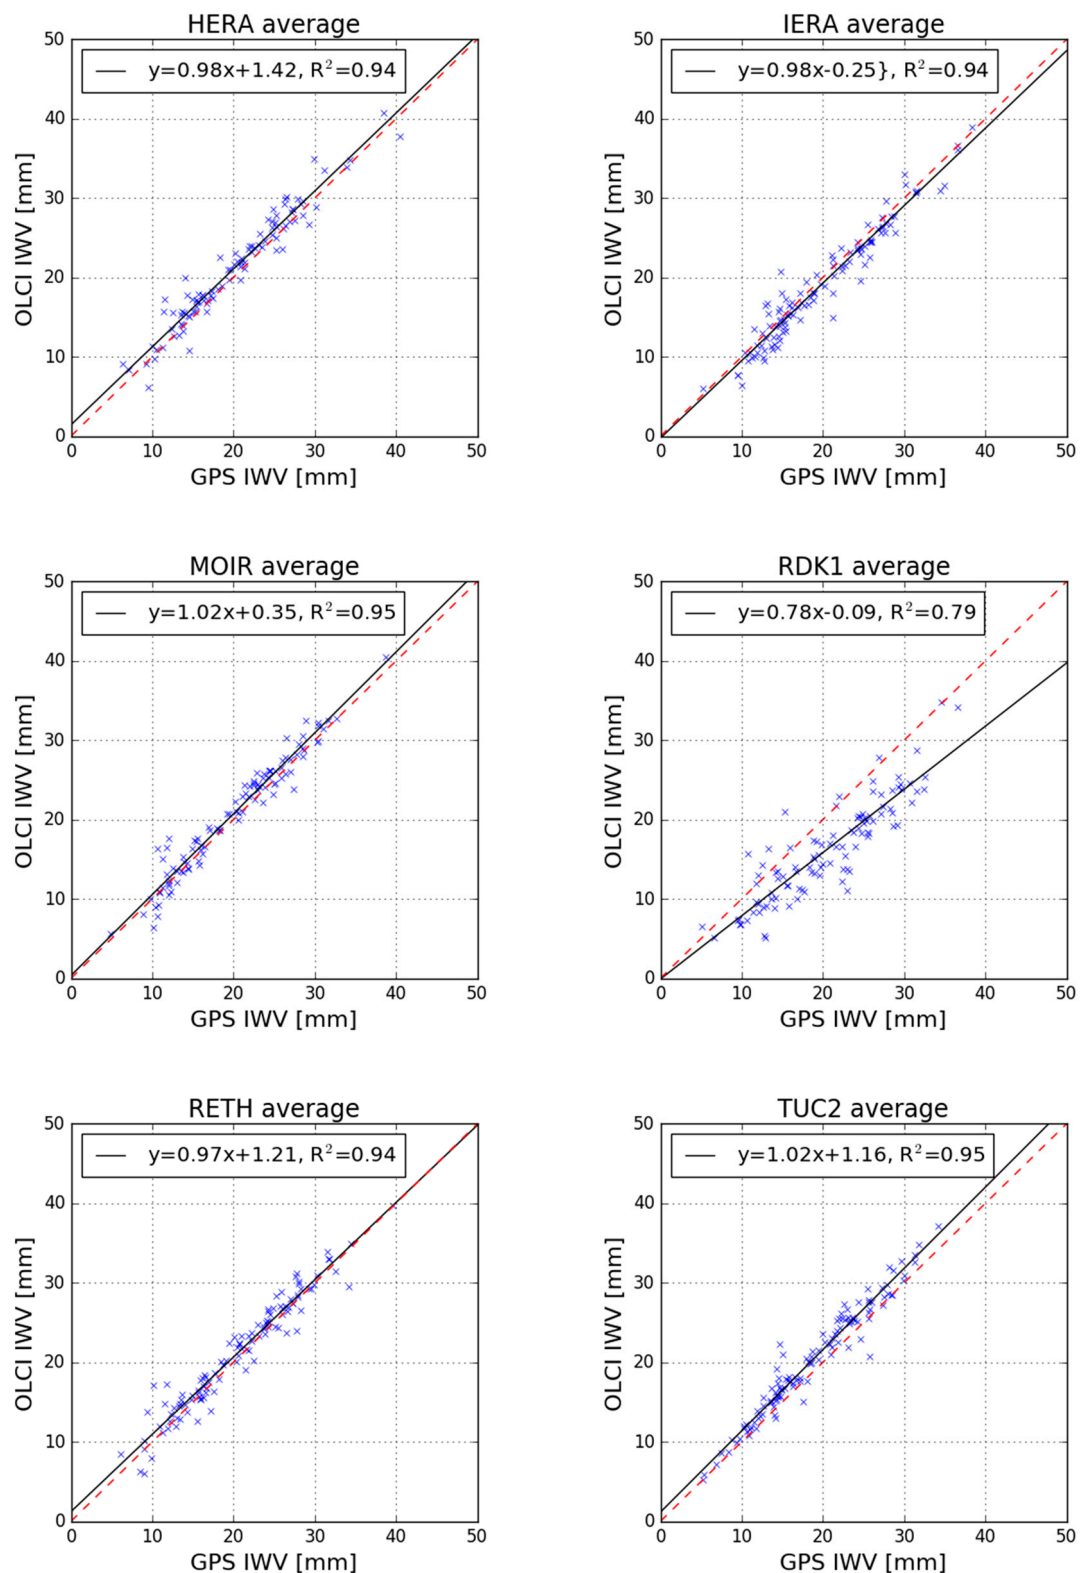 HERA average
y=0.98x+1.42, R²=0.94
OLCI IWV [mm]
50
40
30
20
10
0
0 10 20 30 40 50
GPS IWV [mm]
IERA average
y=0.98x-0.25}, R²=0.94
OLCI IWV [mm]
50
40
30
20
10
0
0 10 20 30 40 50
GPS IWV [mm]
MOIR average
y=1.02x+0.35, R²=0.95
OLCI IWV [mm]
50
40
30
20
10
0
0 10 20 30 40 50
GPS IWV [mm]
RDK1 average
y=0.78x-0.09, R²=0.79
OLCI IWV [mm]
50
40
30
20
10
0
0 10 20 30 40 50
GPS IWV [mm]
RETH average
y=0.97x+1.21, R²=0.94
OLCI IWV [mm]
50
40
30
20
10
0
0 10 20 30 40 50
GPS IWV [mm]
TUC2 average
y=1.02x+1.16, R²=0.95
OLCI IWV [mm]
50
40
30
20
10
0
0 10 20 30 40 50
GPS IWV [mm]